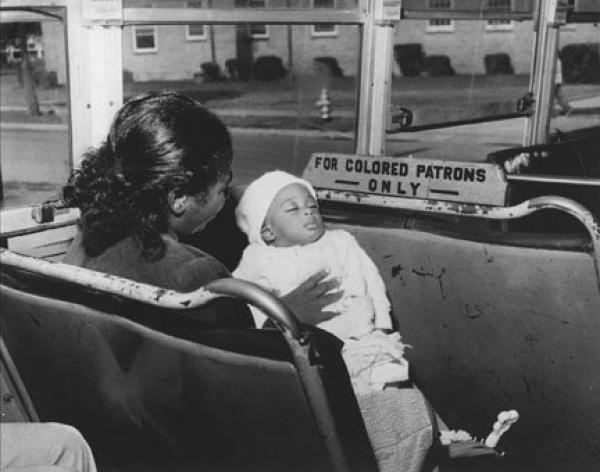 FOR COLORED PATRONS
— ONLY —